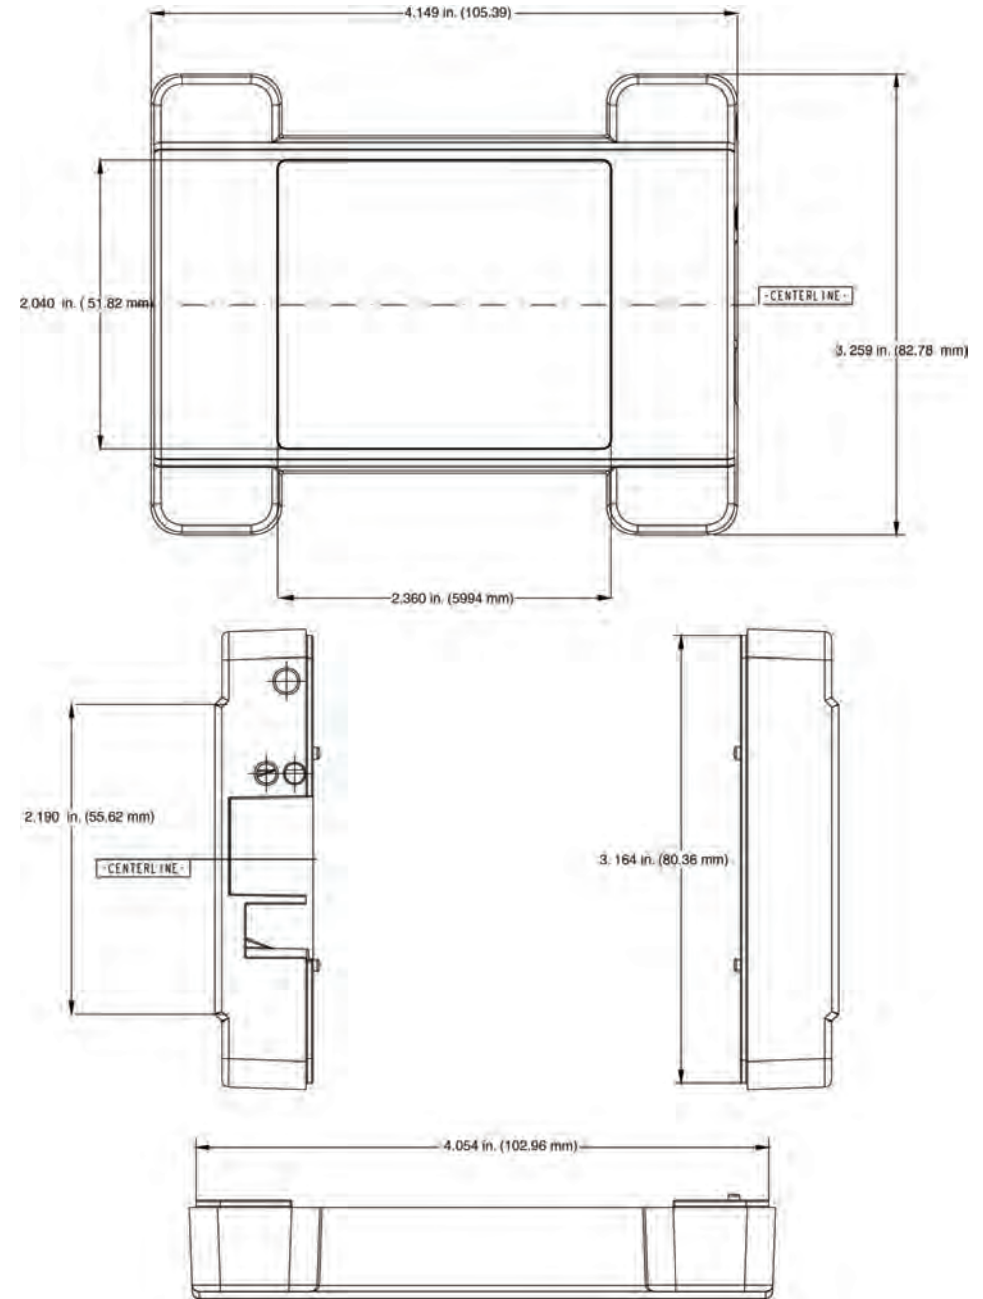 4.149 in. (105.39)
2.040 in. ( 51.82 mm)
-CENTERLINE-
3. 259 in. (82.78 mm)
2.360 in. (5994 mm)
2.190 in. (55.62 mm)
-CENTERLINE-
3. 164 in. (80.36 mm)
4.054 in. (102.96 mm)